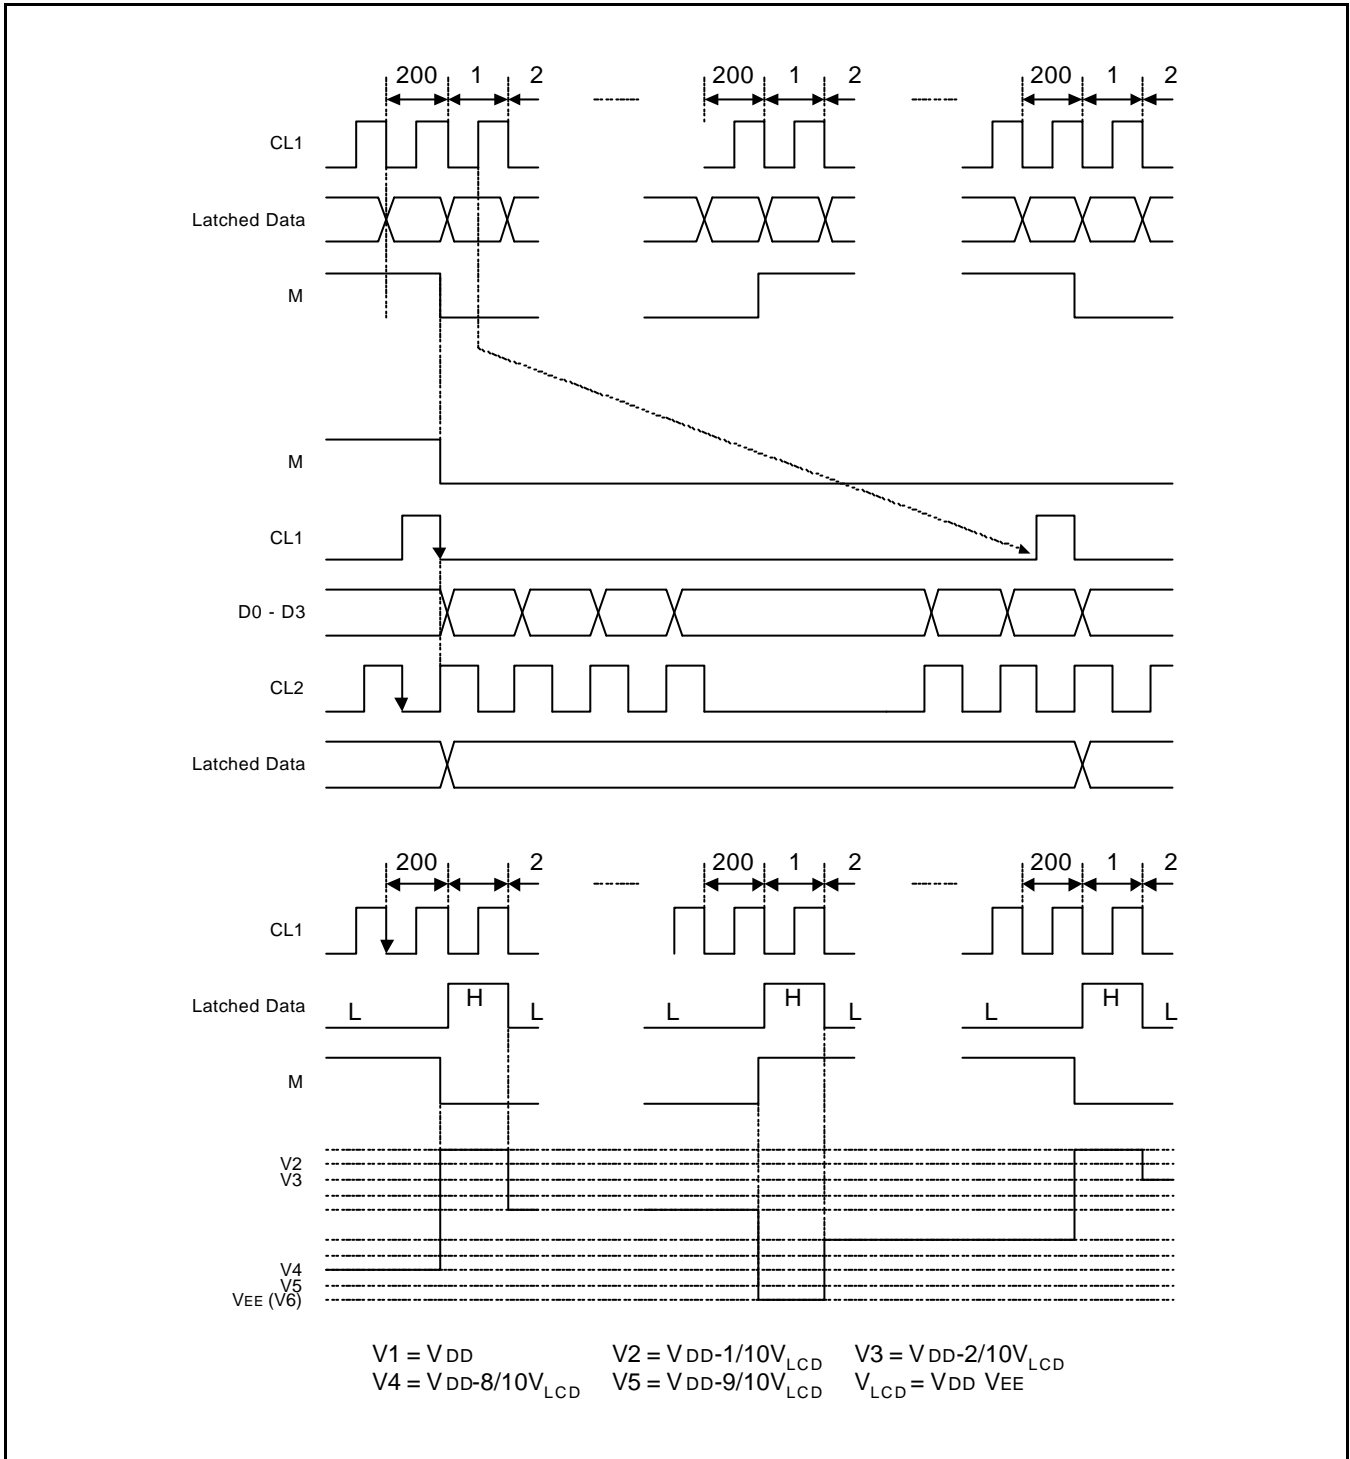 200 1 2 200 1 2 200 1 2
CL1
Latched Data
M
M
CL1
D0 - D3
CL2
Latched Data
200 2 200 1 2 200 1 2
CL1
Latched Data L H L L H L L H L
M
V2
V3
V4
V5
VEE (V6)
V1 = VDD V2 = VDD-1/10VLCD V3 = VDD-2/10VLCD
V4 = VDD-8/10VLCD V5 = VDD-9/10VLCD VLCD = VDD VEE